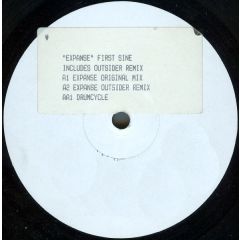 "EXPANSE" FIRST SINE
INCLUDES OUTSIDER REMIX
A1 EXPANSE ORIGINAL MIX
A2 EXPANSE OUTSIDER REMIX
AA1 DRUMCYCLE